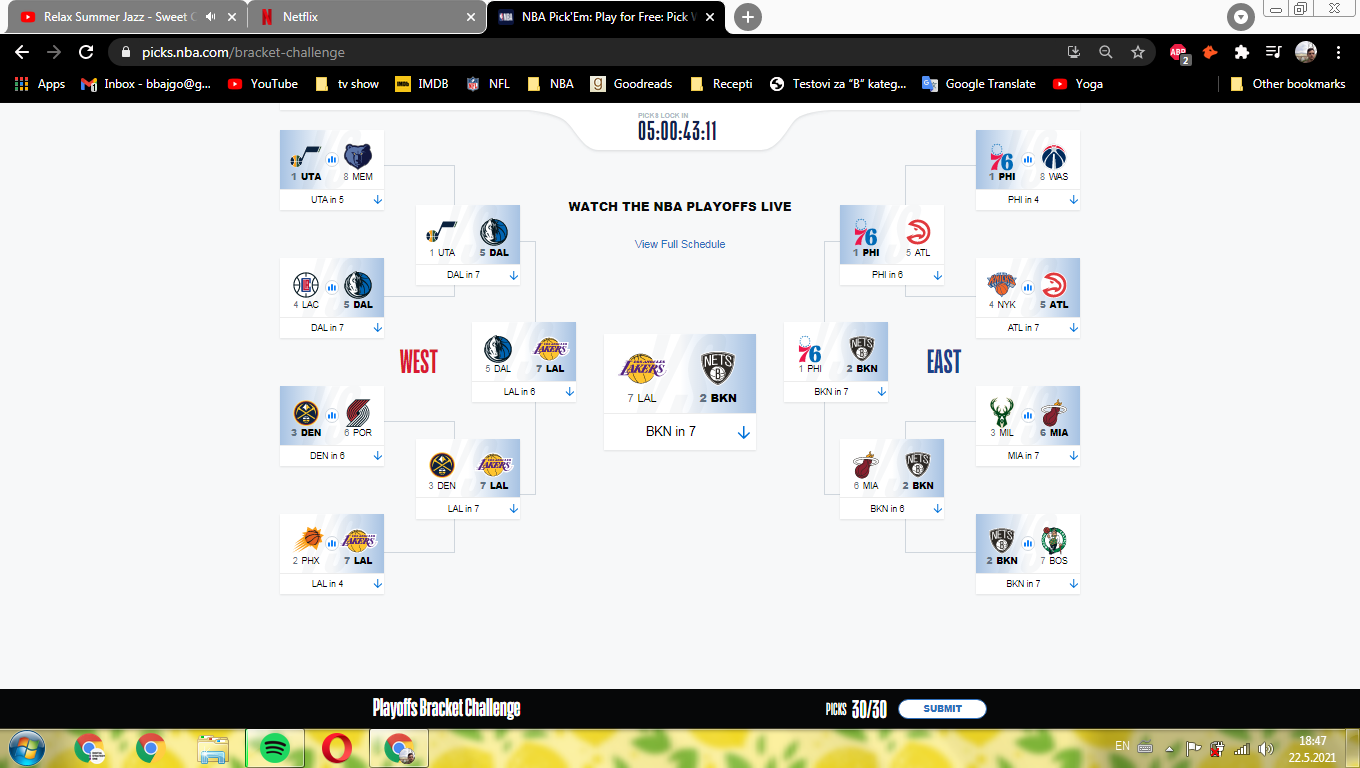 Relax Summer Jazz - Sweet C
Netflix
NBA Pick'Em: Play for Free: Pick W
picks.nba.com/bracket-challenge
ABP
2
Apps
Inbox - bbajgo@g...
YouTube
tv show
IMDB
NFL
NBA
Goodreads
Recepti
Testovi za "B" kateg...
Google Translate
Yoga
Other bookmarks
PICKS LOCK IN
05:00:43:11
WATCH THE NBA PLAYOFFS LIVE
View Full Schedule
1 UTA 8 MEM
UTA in 5
4 LAC 5 DAL
DAL in 7
3 DEN 6 POR
DEN in 6
2 PHX 7 LAL
LAL in 4
1 UTA 5 DAL
DAL in 7
3 DEN 7 LAL
LAL in 7
WEST
5 DAL 7 LAL
LAL in 6
7 LAL 2 BKN
BKN in 7
1 PHI 2 BKN
BKN in 7
EAST
1 PHI 5 ATL
PHI in 6
6 MIA 2 BKN
BKN in 6
1 PHI 8 WAS
PHI in 4
4 NYK 5 ATL
ATL in 7
3 MIL 6 MIA
MIA in 7
2 BKN 7 BOS
BKN in 7
Playoffs Bracket Challenge
PICKS 30/30
SUBMIT
EN
18:47
22.5.2021